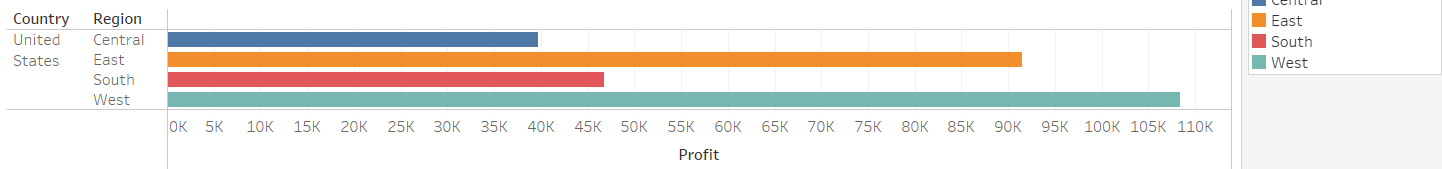 Country Region
United States
Central
East
South
West
0K 5K 10K 15K 20K 25K 30K 35K 40K 45K 50K 55K 60K 65K 70K 75K 80K 85K 90K 95K 100K 105K 110K
Profit
Central
East
South
West